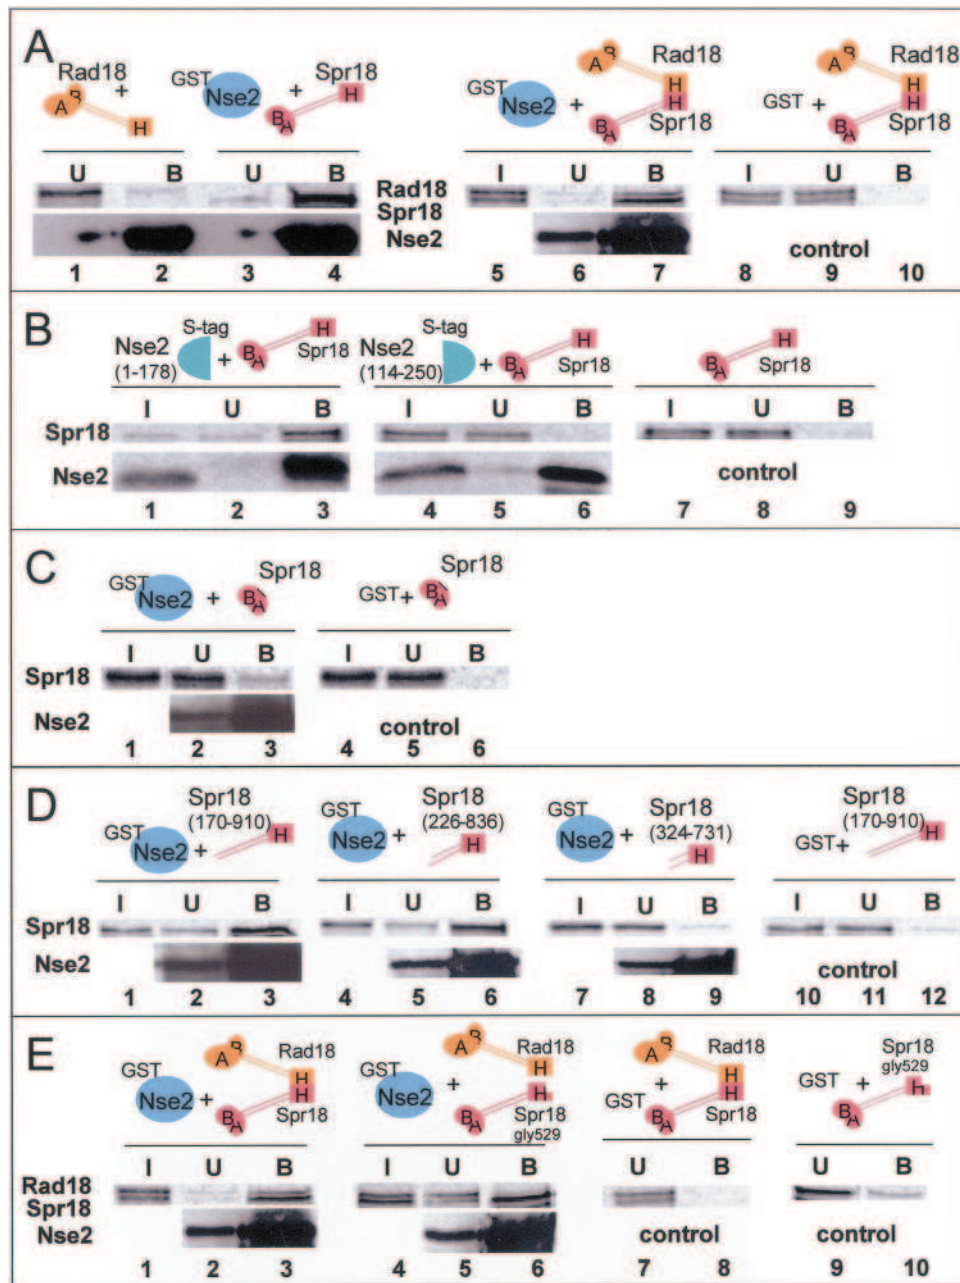 A
Rad18 + GST Nse2 + Spr18
A B H B A H
GST Nse2 + A B Rad18 H H B A Spr18
GST + A B Rad18 H H B A Spr18
U B U B I U B I U B
Rad18
Spr18
Nse2
control
1 2 3 4 5 6 7 8 9 10
B
S-tag S-tag
Nse2 + B A H Nse2 + B A H B A H
(1-178) Spr18 (114-250) Spr18 Spr18
I U B I U B I U B
Spr18
Nse2
control
1 2 3 4 5 6 7 8 9
C
GST Nse2 + B A Spr18 GST+ B A Spr18
I U B I U B
Spr18
Nse2
control
1 2 3 4 5 6
D
Spr18 Spr18 Spr18 Spr18
(170-910) (226-836) (324-731) (170-910)
GST Nse2 + H GST Nse2 + H GST Nse2 + H GST+ H
I U B I U B I U B I U B
Spr18
Nse2
control
1 2 3 4 5 6 7 8 9 10 11 12
E
GST Nse2 + A B Rad18 H H B A Spr18
GST Nse2 + A B Rad18 H H B A Spr18 gly529
GST + A B Rad18 H H B A Spr18
GST + B A Spr18 gly529
I U B I U B U B U B
Rad18
Spr18
Nse2
control control
1 2 3 4 5 6 7 8 9 10